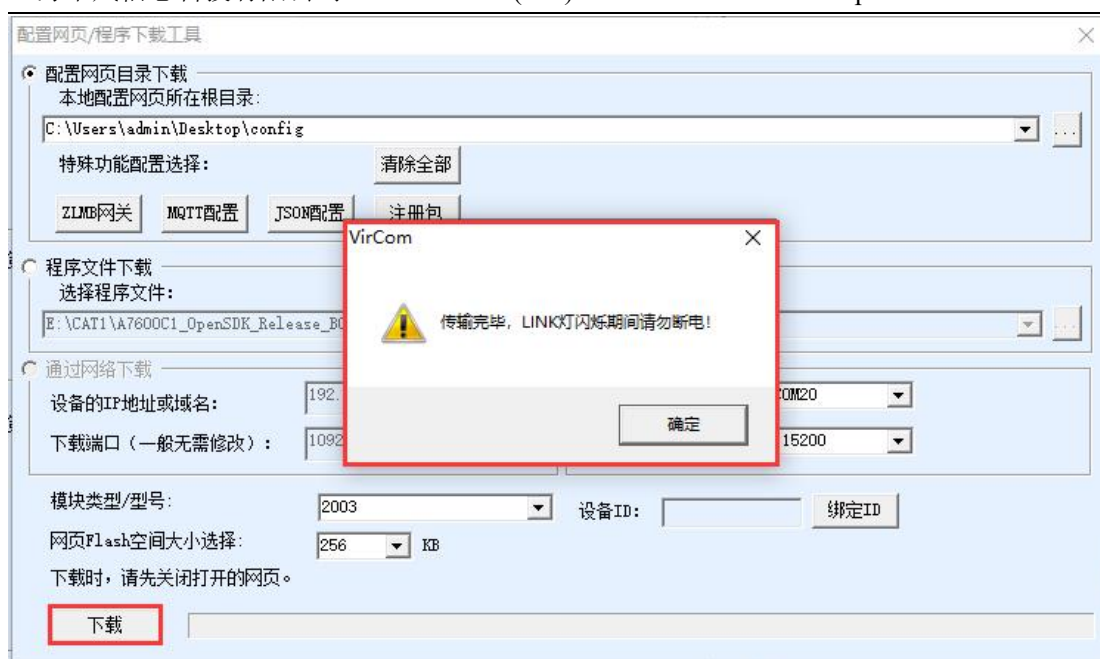 配置网页/程序下载工具
配置网页目录下载
本地配置网页所在根目录:
C:\Users\admin\Desktop\config
...
特殊功能配置选择:
清除全部
ZLMB网关
MQTT配置
JSON配置
注册包
VirCom
传输完毕，LINK灯闪烁期间请勿断电!
确定
程序文件下载
选择程序文件:
E:\CAT1\A7600C1_OpenSDK_Release_
...
通过网络下载
设备的IP地址或域名:
192.
COM20
下载端口（一般无需修改）:
1092
15200
模块类型/型号:
2003
设备ID:
绑定ID
网页Flash空间大小选择:
256
KB
下载时，请先关闭打开的网页。
下载